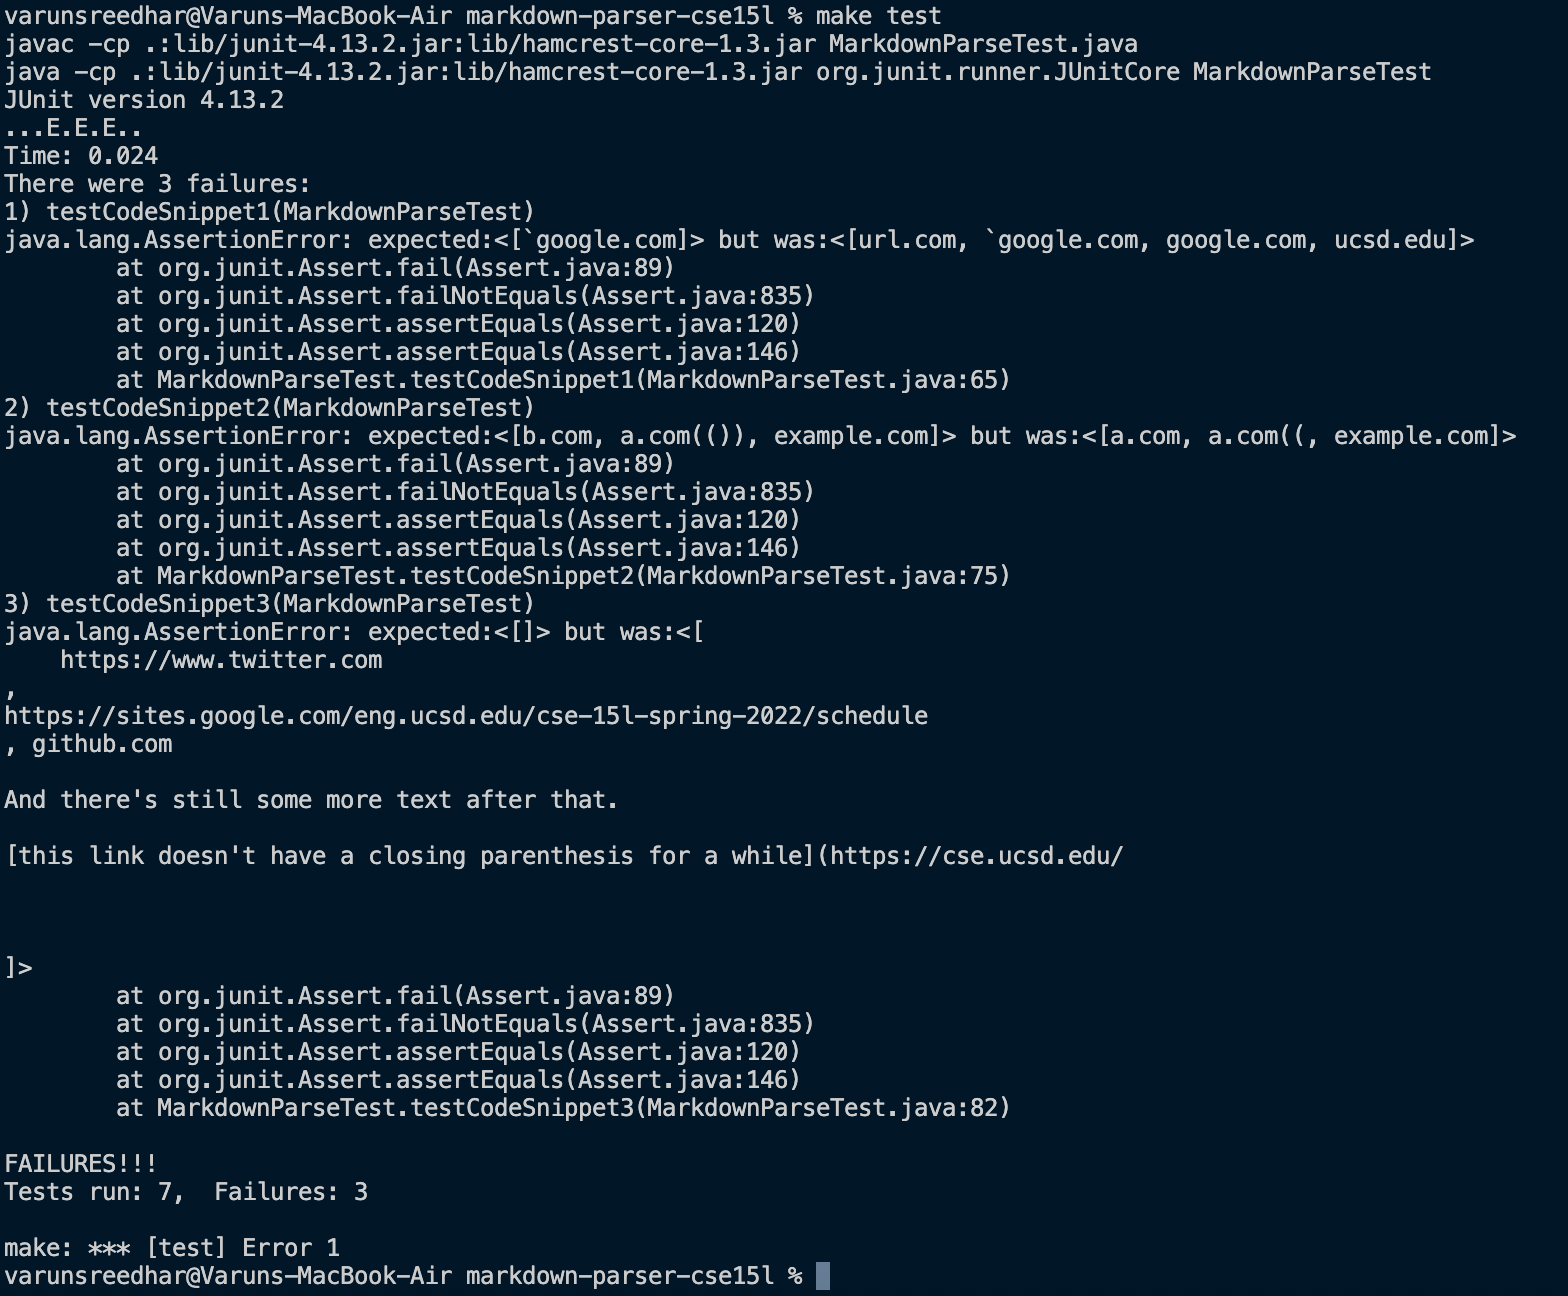 varunsreedhar@Varuns-MacBook-Air markdown-parser-cse15l % make test
javac -cp .:lib/junit-4.13.2.jar:lib/hamcrest-core-1.3.jar MarkdownParseTest.java
java -cp .:lib/junit-4.13.2.jar:lib/hamcrest-core-1.3.jar org.junit.runner.JUnitCore MarkdownParseTest
JUnit version 4.13.2
...E.E.E..
Time: 0.024
There were 3 failures:
1) testCodeSnippet1(MarkdownParseTest)
java.lang.AssertionError: expected:<[`google.com]> but was:<[url.com, `google.com, google.com, ucsd.edu]>
        at org.junit.Assert.fail(Assert.java:89)
        at org.junit.Assert.failNotEquals(Assert.java:835)
        at org.junit.Assert.assertEquals(Assert.java:120)
        at org.junit.Assert.assertEquals(Assert.java:146)
        at MarkdownParseTest.testCodeSnippet1(MarkdownParseTest.java:65)
2) testCodeSnippet2(MarkdownParseTest)
java.lang.AssertionError: expected:<[b.com, a.com(()), example.com]> but was:<[a.com, a.com((, example.com]>
        at org.junit.Assert.fail(Assert.java:89)
        at org.junit.Assert.failNotEquals(Assert.java:835)
        at org.junit.Assert.assertEquals(Assert.java:120)
        at org.junit.Assert.assertEquals(Assert.java:146)
        at MarkdownParseTest.testCodeSnippet2(MarkdownParseTest.java:75)
3) testCodeSnippet3(MarkdownParseTest)
java.lang.AssertionError: expected:<[]> but was:<[
    https://www.twitter.com
,
https://sites.google.com/eng.ucsd.edu/cse-15l-spring-2022/schedule
, github.com

And there's still some more text after that.

[this link doesn't have a closing parenthesis for a while](https://cse.ucsd.edu/



]>
        at org.junit.Assert.fail(Assert.java:89)
        at org.junit.Assert.failNotEquals(Assert.java:835)
        at org.junit.Assert.assertEquals(Assert.java:120)
        at org.junit.Assert.assertEquals(Assert.java:146)
        at MarkdownParseTest.testCodeSnippet3(MarkdownParseTest.java:82)

FAILURES!!!
Tests run: 7,  Failures: 3

make: *** [test] Error 1
varunsreedhar@Varuns-MacBook-Air markdown-parser-cse15l %